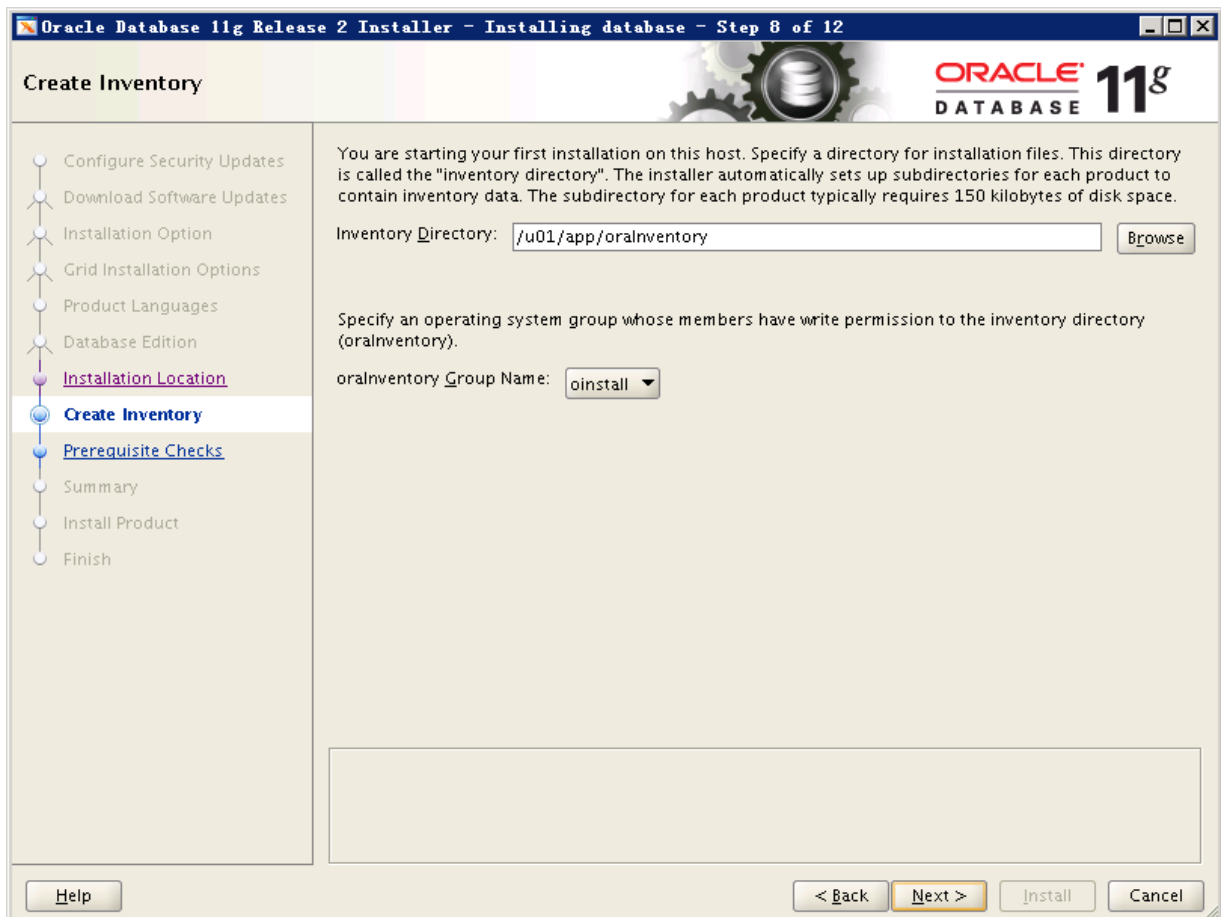 Oracle Database 11g Release 2 Installer - Installing database - Step 8 of 12
Create Inventory
ORACLE
DATABASE
11g
Configure Security Updates
Download Software Updates
Installation Option
Grid Installation Options
Product Languages
Database Edition
Installation Location
Create Inventory
Prerequisite Checks
Summary
Install Product
Finish
You are starting your first installation on this host. Specify a directory for installation files. This directory
is called the "inventory directory". The installer automatically sets up subdirectories for each product to
contain inventory data. The subdirectory for each product typically requires 150 kilobytes of disk space.
Inventory Directory: /u01/app/oraInventory Browse
Specify an operating system group whose members have write permission to the inventory directory
(oraInventory).
oraInventory Group Name: oinstall
Help < Back Next > Install Cancel